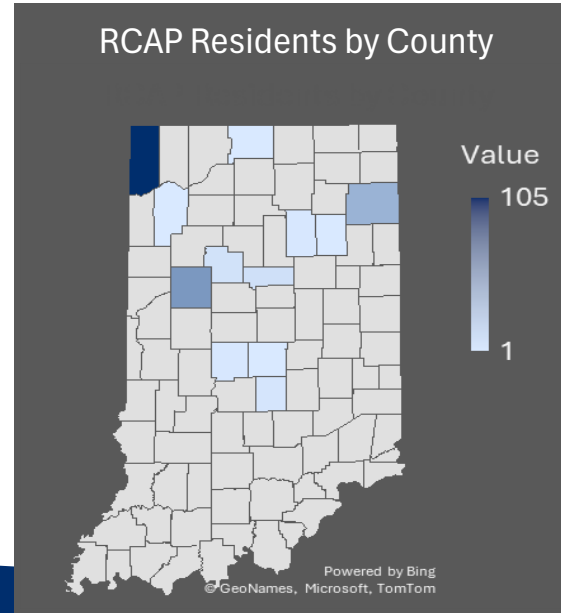 RCAP Residents by County
Value
105
1
Powered by Bing
© GeoNames, Microsoft, TomTom